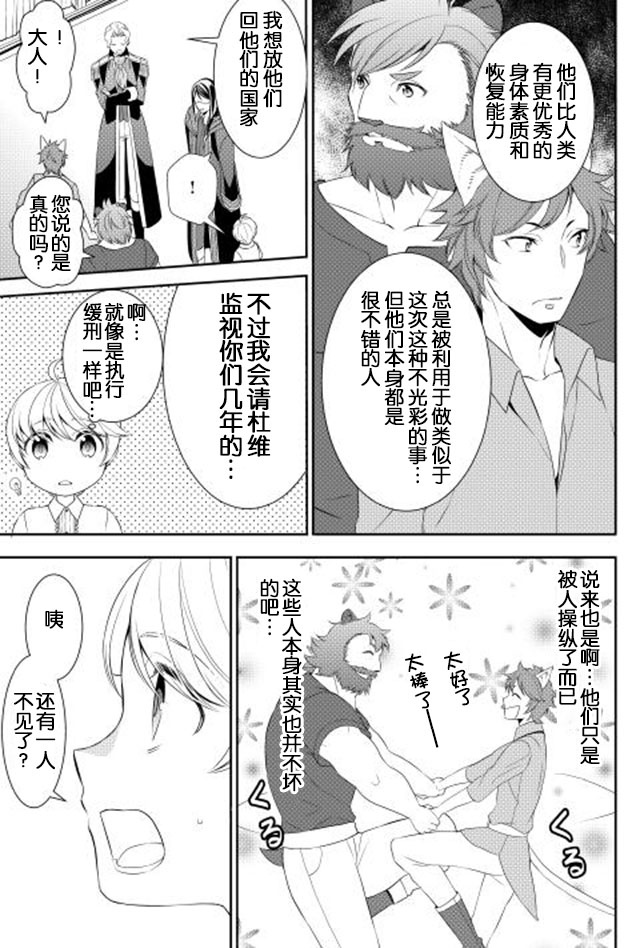 他们比人类
有更优秀的
身体素质和
恢复能力
总是被利用于
这次这种不光彩的事…
但他们本身都是
很不错的人
我想放他们
回他们的国家
！
！
大人！
您说的是
真的吗？
不过我会请杜维
监视你们几年的…
啊…
就像是执行
缓刑一样吧…
说来也是啊…他们只是
被人操纵了而已
太好了
太棒了——
这些人本身其实也并不坏
的吧…
くる
くる
咦
还有一人
不见了？